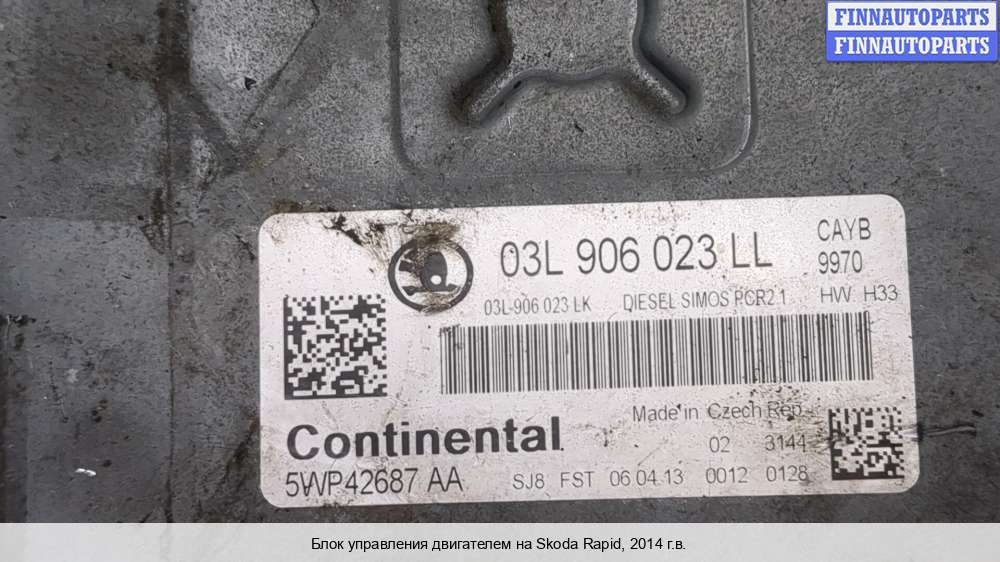 FINNAUTOPARTS
FINNAUTOPARTS
03L 906 023 LL
CAYB
9970
03L-906 023 LK DIESEL SIMOS PCR2.1 HW H33
Made in Czech Rep.
Continental
02 3144
5WP42687 AA
SJ8 FST 06.04.13 0012 0128
Блок управления двигателем на Skoda Rapid, 2014 г.в.